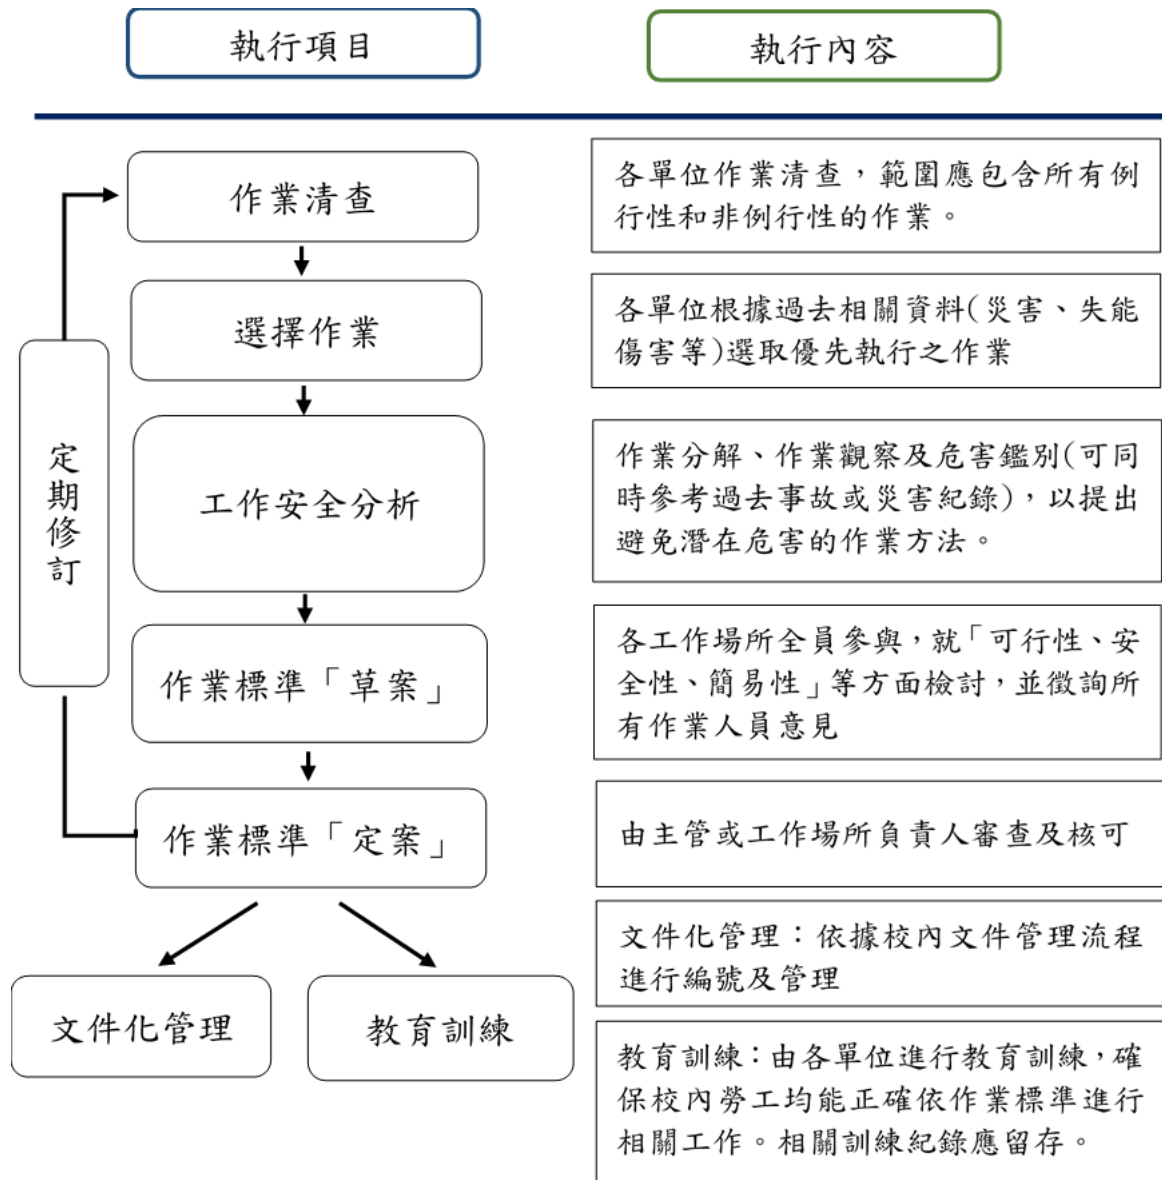 執行項目
執行內容
作業清查
各單位作業清查，範圍應包含所有例
行性和非例行性的作業。
選擇作業
各單位根據過去相關資料(災害、失能
傷害等)選取優先執行之作業
定期修訂
工作安全分析
作業分解、作業觀察及危害鑑別(可同
時參考過去事故或災害紀錄)，以提出
避免潛在危害的作業方法。
作業標準「草案」
各工作場所全員參與，就「可行性、安
全性、簡易性」等方面檢討，並徵詢所
有作業人員意見
作業標準「定案」
由主管或工作場所負責人審查及核可
文件化管理
教育訓練
文件化管理：依據校內文件管理流程
進行編號及管理
教育訓練：由各單位進行教育訓練，確
保校內勞工均能正確依作業標準進行
相關工作。相關訓練紀錄應留存。